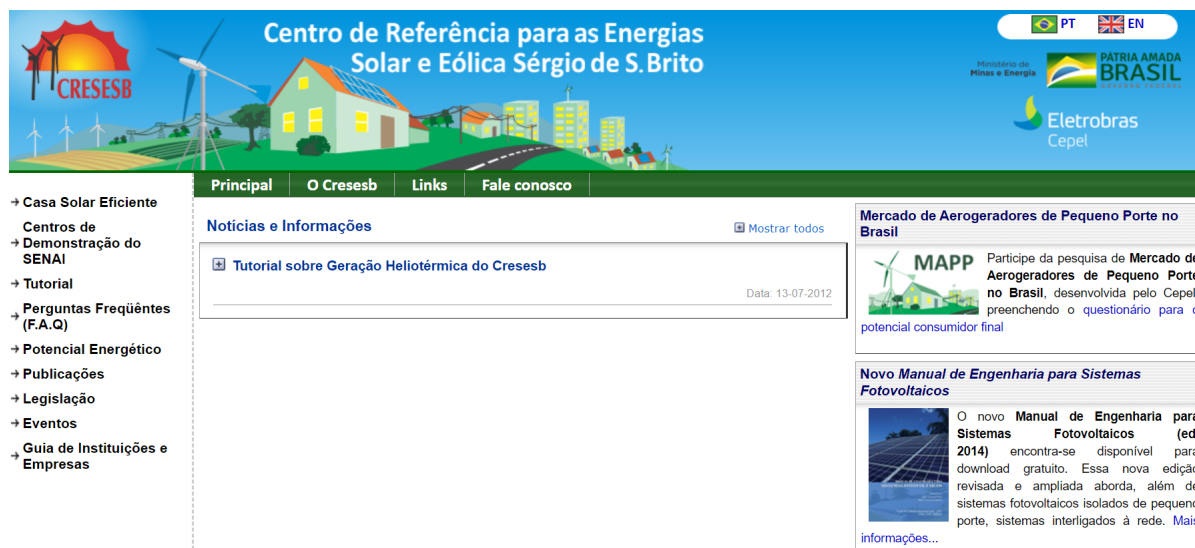 Centro de Referência para as Energias
Solar e Eólica Sérgio de S. Brito
CRESESB
PT
EN
Ministério de
Minas e Energia
PÁTRIA AMADA
BRASIL
GOVERNO FEDERAL
Eletrobras
Cepel
Principal
O Cresesb
Links
Fale conosco
Casa Solar Eficiente
Centros de
Demonstração do
SENAI
Tutorial
Perguntas Freqüêntes
(F.A.Q)
Potencial Energético
Publicações
Legislação
Eventos
Guia de Instituições e
Empresas
Notícias e Informações
Mostrar todos
Tutorial sobre Geração Heliotérmica do Cresesb
Data: 13-07-2012
Mercado de Aerogeradores de Pequeno Porte no
Brasil
MAPP
Participe da pesquisa de Mercado de
Aerogeradores de Pequeno Porte
no Brasil, desenvolvida pelo Cepel
preenchendo o questionário para o
potencial consumidor final
Novo Manual de Engenharia para Sistemas
Fotovoltaicos
O novo Manual de Engenharia para
Sistemas Fotovoltaicos (ed
2014) encontra-se disponível para
download gratuito. Essa nova edição
revisada e ampliada aborda, além de
sistemas fotovoltaicos isolados de pequeno
porte, sistemas interligados à rede. Mais
informações...